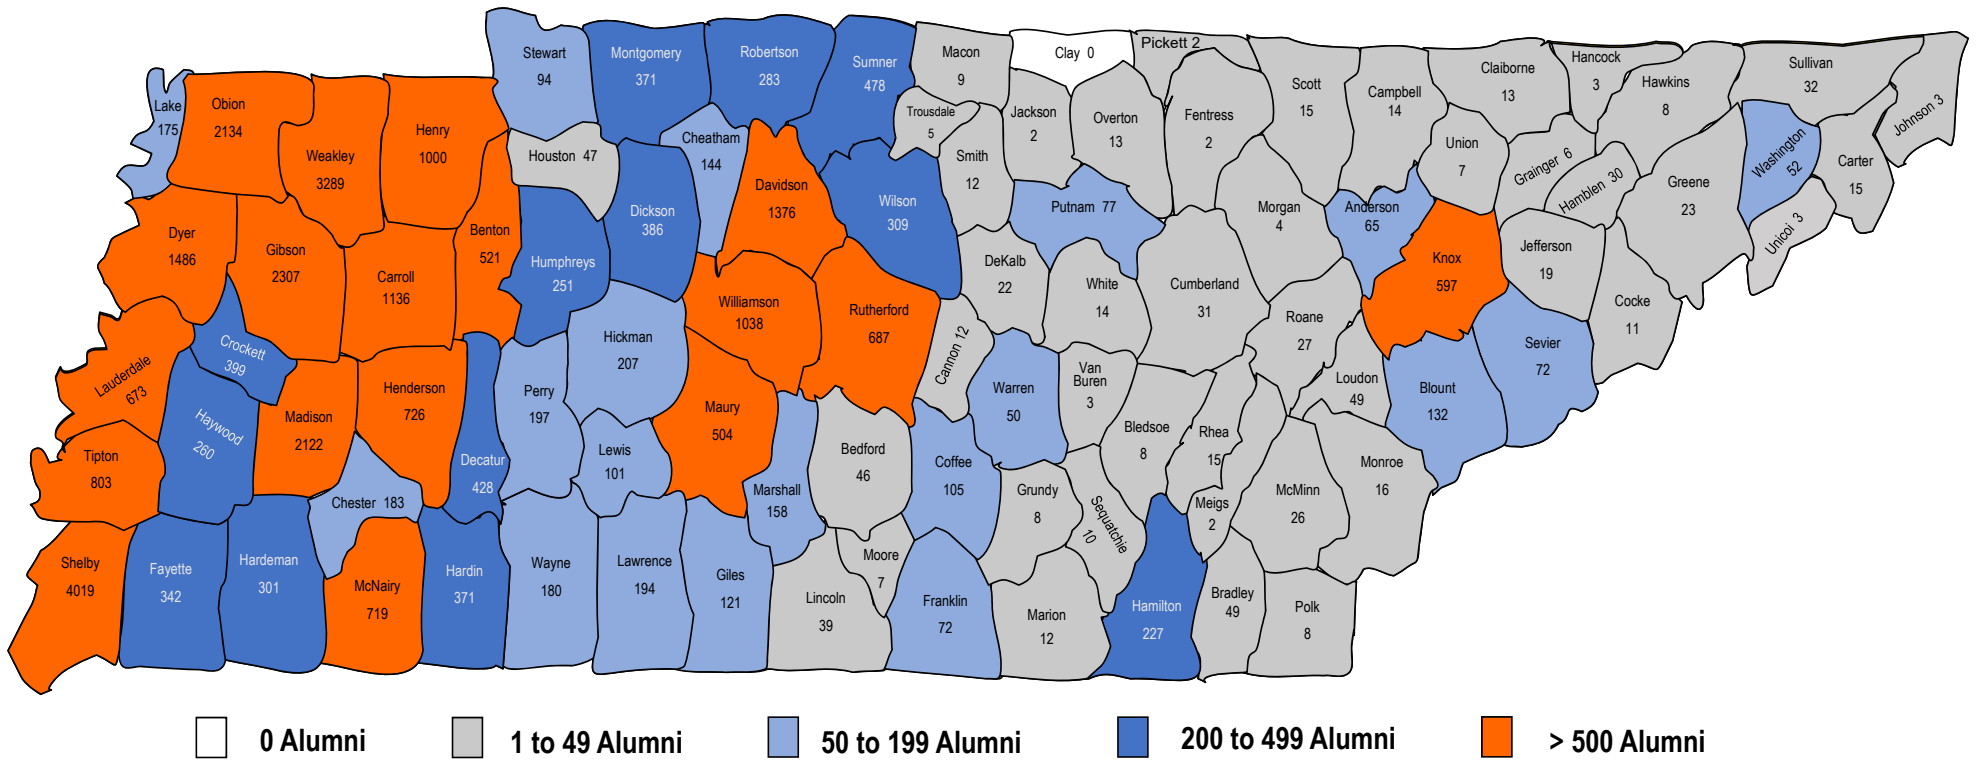 Stewart
94
Montgomery
371
Robertson
283
Sumner
478
Macon
9
Clay 0
Pickett 2
Scott
15
Campbell
14
Claiborne
13
Hancock
3
Hawkins
8
Sullivan
32
Johnson 3
Lake
175
Obion
2134
Weakley
3289
Henry
1000
Houston 47
Cheatham
144
Davidson
1376
Trousdale
5
Smith
12
Jackson
2
Overton
13
Fentress
2
Union
7
Grainger 6
Hamblen 30
Greene
23
Washington
52
Carter
15
Unicoi 3
Dyer
1486
Gibson
2307
Carroll
1136
Benton
521
Humphreys
251
Dickson
386
Wilson
309
Putnam 77
Morgan
4
Anderson
65
Knox
597
Jefferson
19
Cocke
11
Williamson
1038
Rutherford
687
DeKalb
22
White
14
Cumberland
31
Roane
27
Sevier
72
Lauderdale
673
Crockett
399
Haywood
260
Madison
2122
Henderson
726
Decatur
428
Perry
197
Hickman
207
Lewis
101
Maury
504
Cannon 12
Warren
50
Van
Buren
3
Bledsoe
8
Rhea
15
Loudon
49
Blount
132
Tipton
803
Chester 183
Marshall
158
Bedford
46
Coffee
105
Grundy
8
Sequatchie
10
Meigs
2
McMinn
26
Monroe
16
Shelby
4019
Fayette
342
Hardeman
301
McNairy
719
Hardin
371
Wayne
180
Lawrence
194
Giles
121
Lincoln
39
Moore
7
Franklin
72
Marion
12
Hamilton
227
Bradley
49
Polk
8
0 Alumni
1 to 49 Alumni
50 to 199 Alumni
200 to 499 Alumni
> 500 Alumni